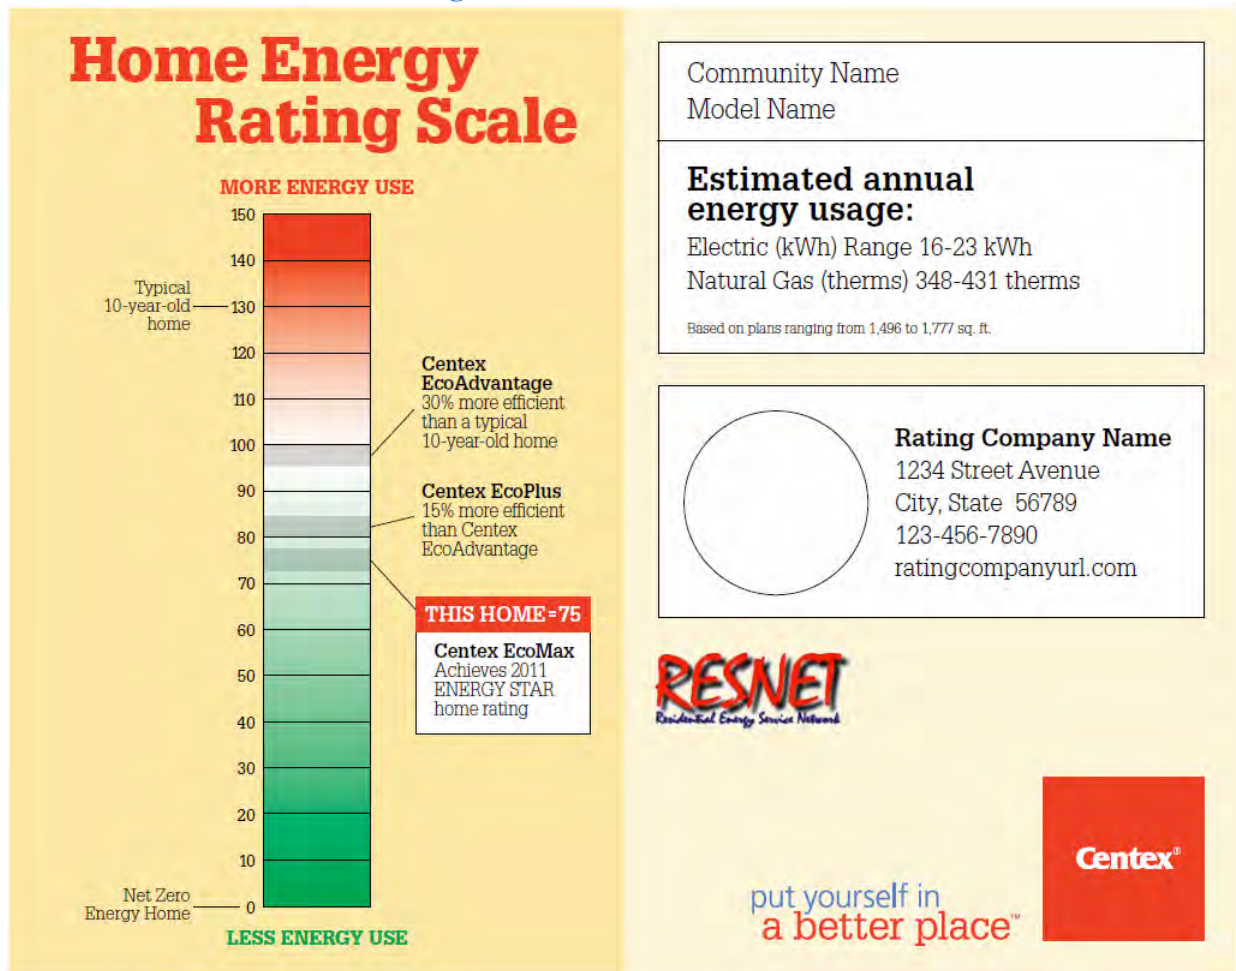 Home Energy
Rating Scale
MORE ENERGY USE
150
140
Typical
10-year-old
home
130
120
110
100
90
80
70
60
50
40
30
20
10
Net Zero
Energy Home
0
LESS ENERGY USE
Centex
EcoAdvantage
30% more efficient
than a typical
10-year-old home
Centex EcoPlus
15% more efficient
than Centex
EcoAdvantage
THIS HOME=75
Centex EcoMax
Achieves 2011
ENERGY STAR
home rating
Community Name
Model Name
Estimated annual
energy usage:
Electric (kWh) Range 16-23 kWh
Natural Gas (therms) 348-431 therms
Based on plans ranging from 1,496 to 1,777 sq. ft.
Rating Company Name
1234 Street Avenue
City, State 56789
123-456-7890
ratingcompanyurl.com
RESNET
Residential Energy Service Network
Centex®
put yourself in
a better place™